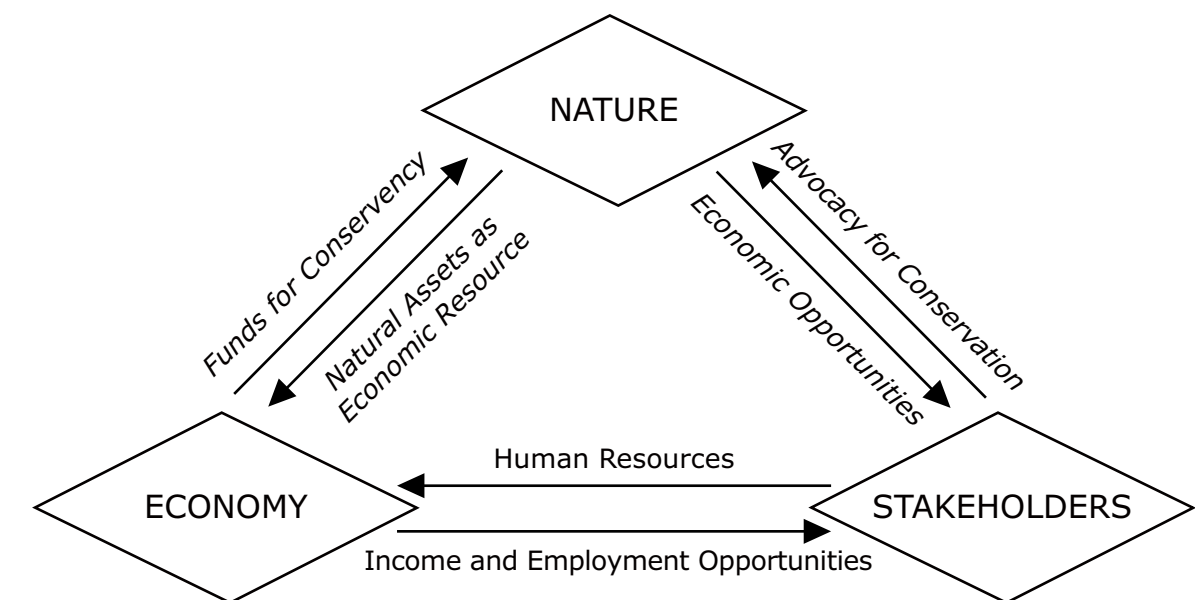 NATURE
Funds for Conservency
Natural Assets as
Economic Resource
Advocacy for Conservation
Economic Opportunities
Human Resources
ECONOMY
STAKEHOLDERS
Income and Employment Opportunities